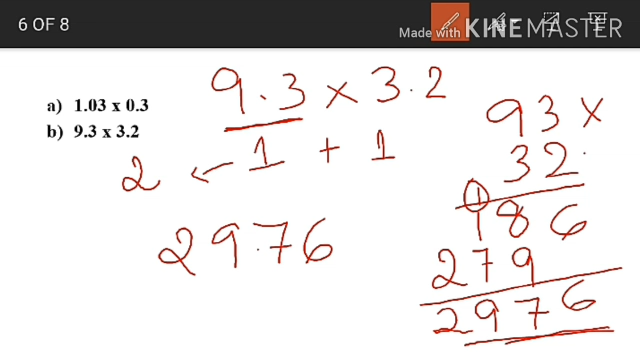 6 OF 8
Made with KINEMASTER
a) 1.03 x 0.3
b) 9.3 x 3.2
9.3 × 3.2
1 + 1
2 ←
29.76
93 ×
32
1
186
279
2976